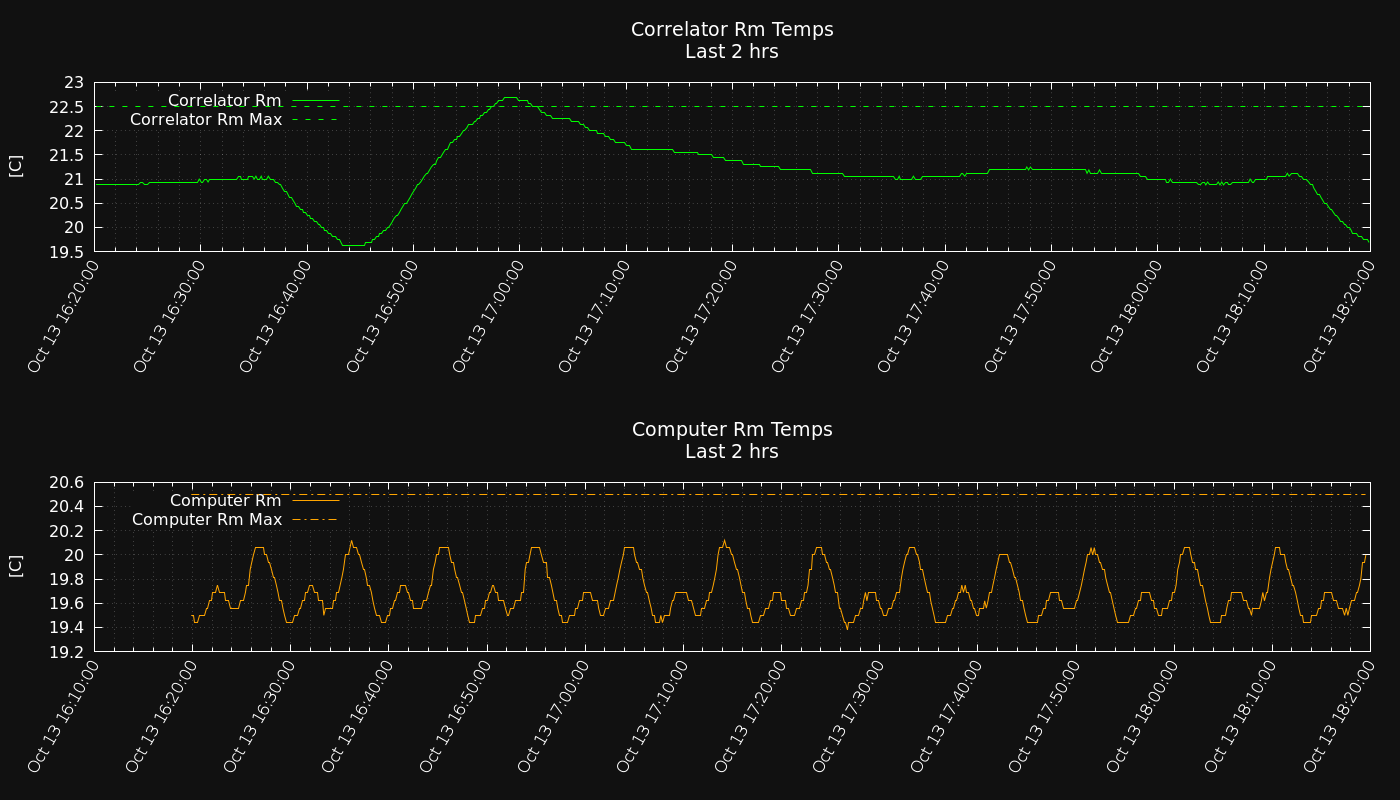 Correlator Rm Temps
Last 2 hrs
[C]
23
22.5
22
21.5
21
20.5
20
19.5
Correlator Rm
Correlator Rm Max
Oct 13 16:20:00
Oct 13 16:30:00
Oct 13 16:40:00
Oct 13 16:50:00
Oct 13 17:00:00
Oct 13 17:10:00
Oct 13 17:20:00
Oct 13 17:30:00
Oct 13 17:40:00
Oct 13 17:50:00
Oct 13 18:00:00
Oct 13 18:10:00
Oct 13 18:20:00
Computer Rm Temps
Last 2 hrs
[C]
20.6
20.4
20.2
20
19.8
19.6
19.4
19.2
Computer Rm
Computer Rm Max
Oct 13 16:10:00
Oct 13 16:20:00
Oct 13 16:30:00
Oct 13 16:40:00
Oct 13 16:50:00
Oct 13 17:00:00
Oct 13 17:10:00
Oct 13 17:20:00
Oct 13 17:30:00
Oct 13 17:40:00
Oct 13 17:50:00
Oct 13 18:00:00
Oct 13 18:10:00
Oct 13 18:20:00